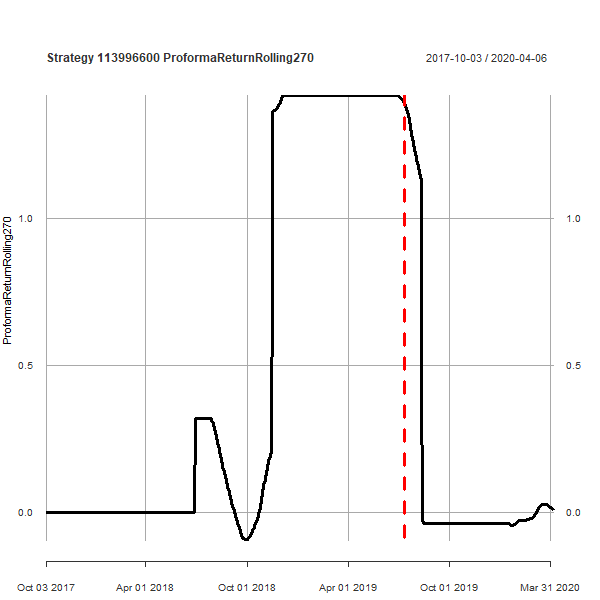 Strategy 113996600 ProformaReturnRolling270
2017-10-03 / 2020-04-06
ProformaReturnRolling270
1.0
1.0
0.5
0.5
0.0
0.0
Oct 03 2017
Apr 01 2018
Oct 01 2018
Apr 01 2019
Oct 01 2019
Mar 31 2020